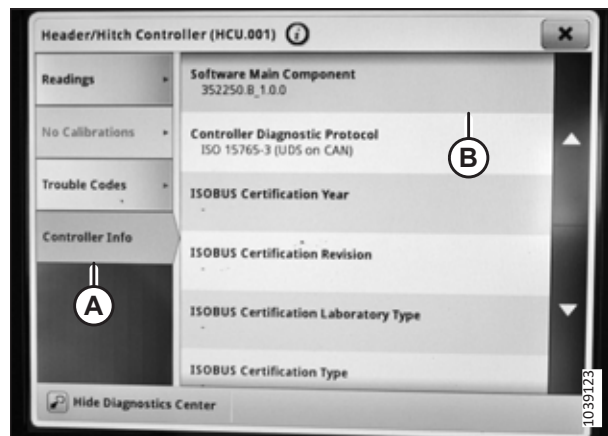 Header/Hitch Controller (HCU.001)
Readings
No Calibrations
Trouble Codes
Controller Info
A
Software Main Component
352250.B_1.0.0
Controller Diagnostic Protocol
ISO 15765-3 (UDS on CAN)
ISOBUS Certification Year
-
ISOBUS Certification Revision
-
ISOBUS Certification Laboratory Type
-
ISOBUS Certification Type
B
Hide Diagnostics Center
1039123